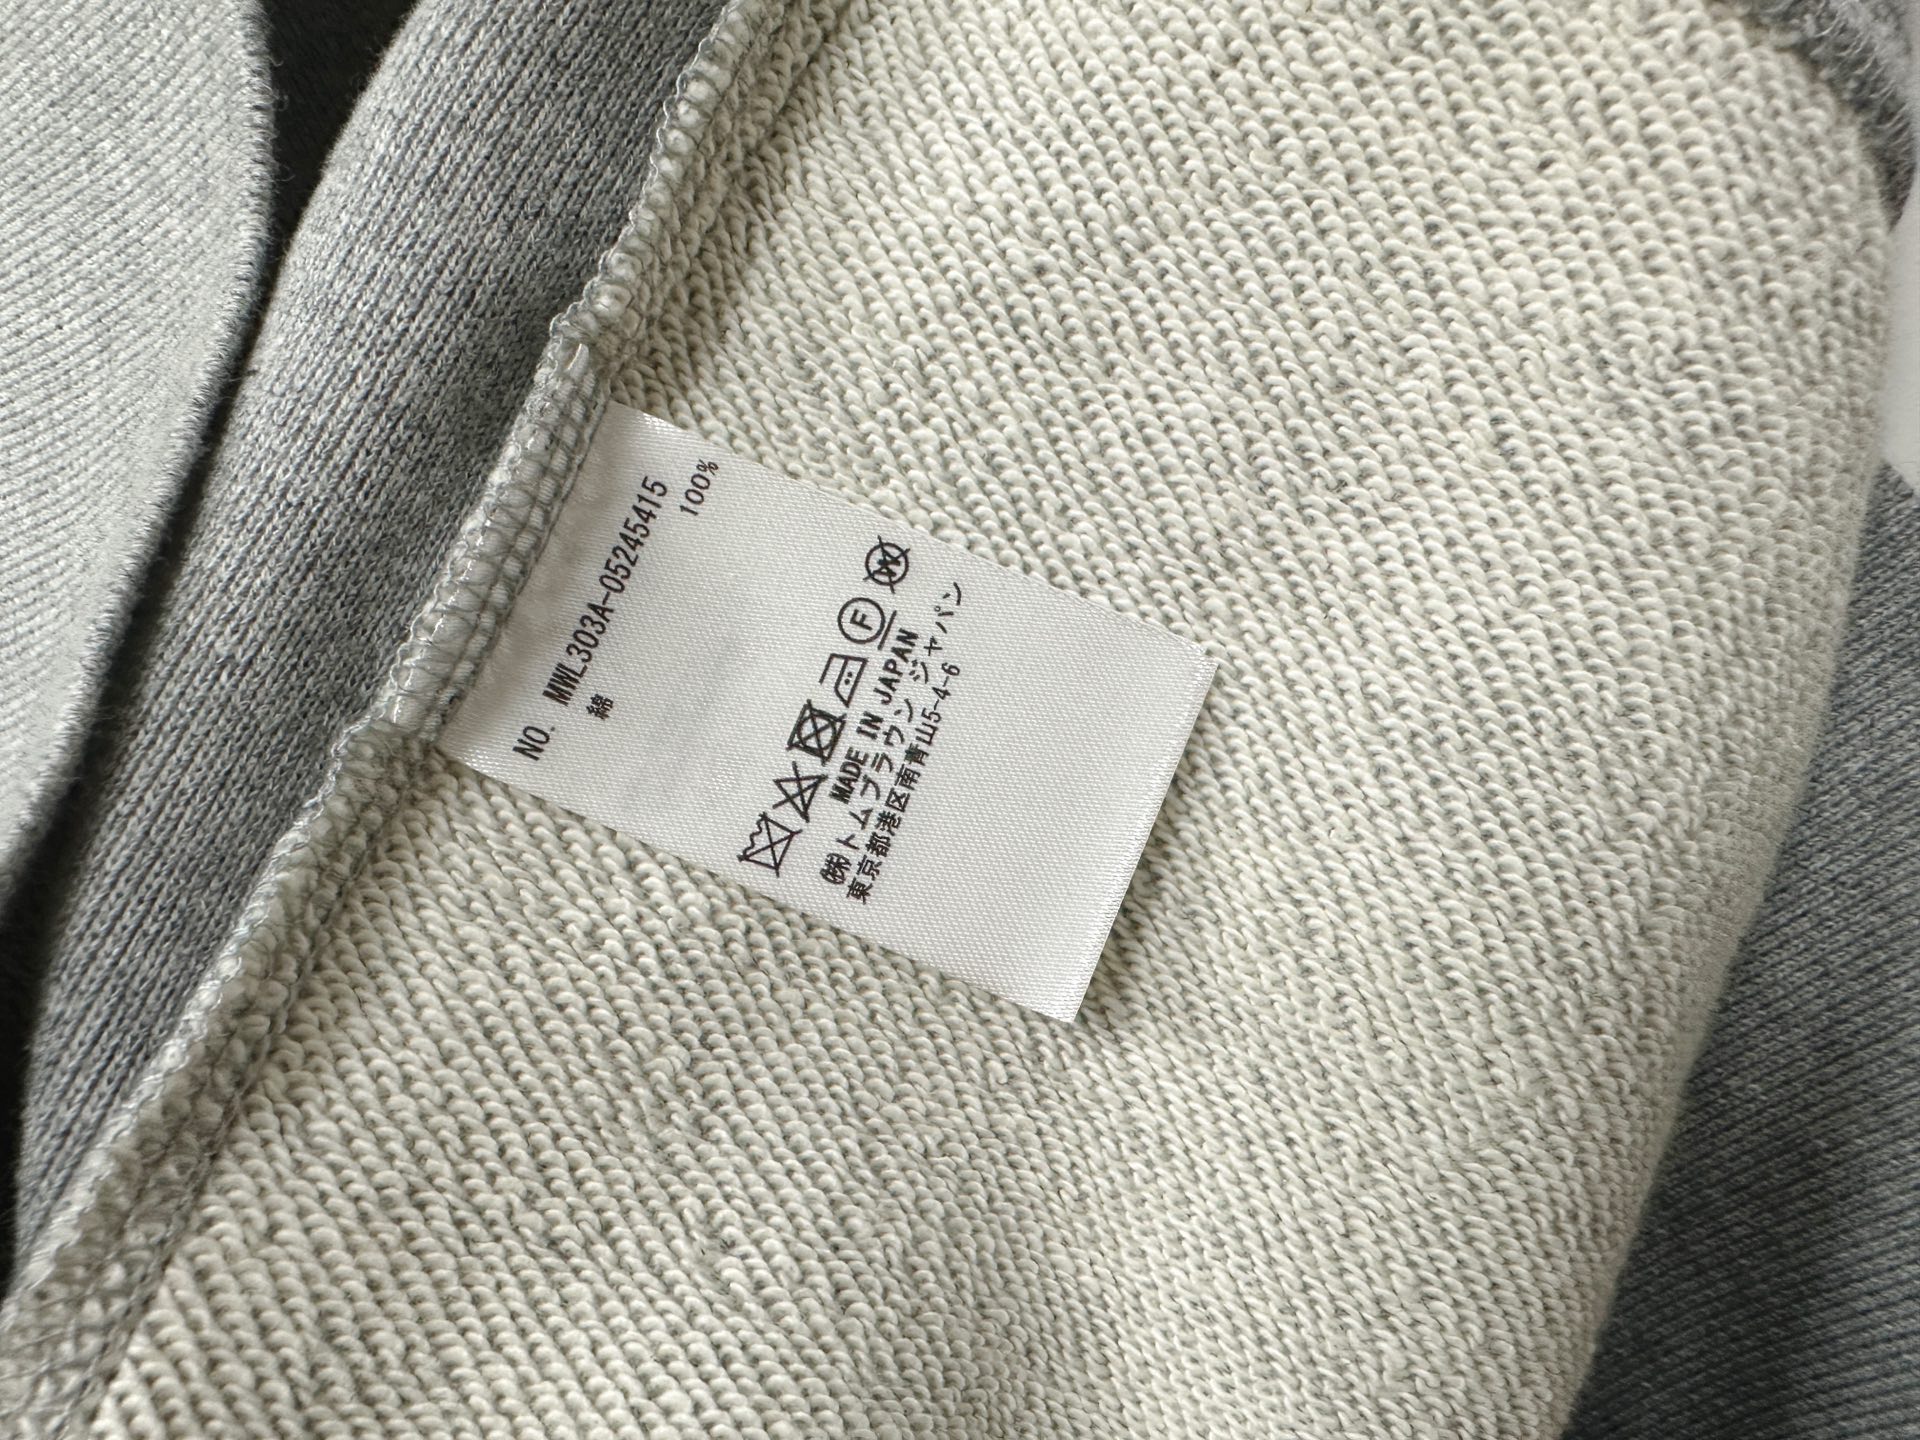 NO. MWL303A-05245415
綿 100%
F W
MADE IN JAPAN
㈱トムブラウン ジャパン
東京都港区南青山5-4-6